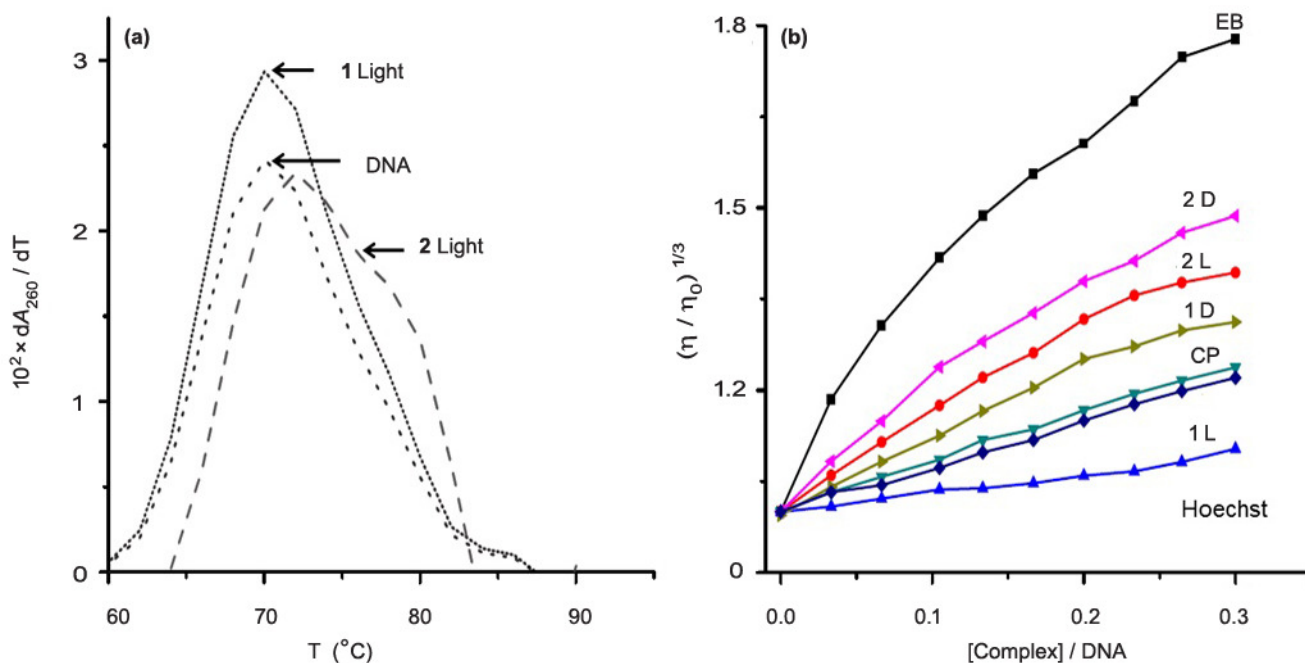 (a)
1 Light
DNA
2 Light
10² × dA₂₆₀ / dT
3
2
1
0
60
70
80
90
T (°C)
(b)
EB
2 D
2 L
1 D
CP
1 L
Hoechst
(η / η₀)¹/³
1.8
1.5
1.2
0
0.0
0.1
0.2
0.3
[Complex] / DNA